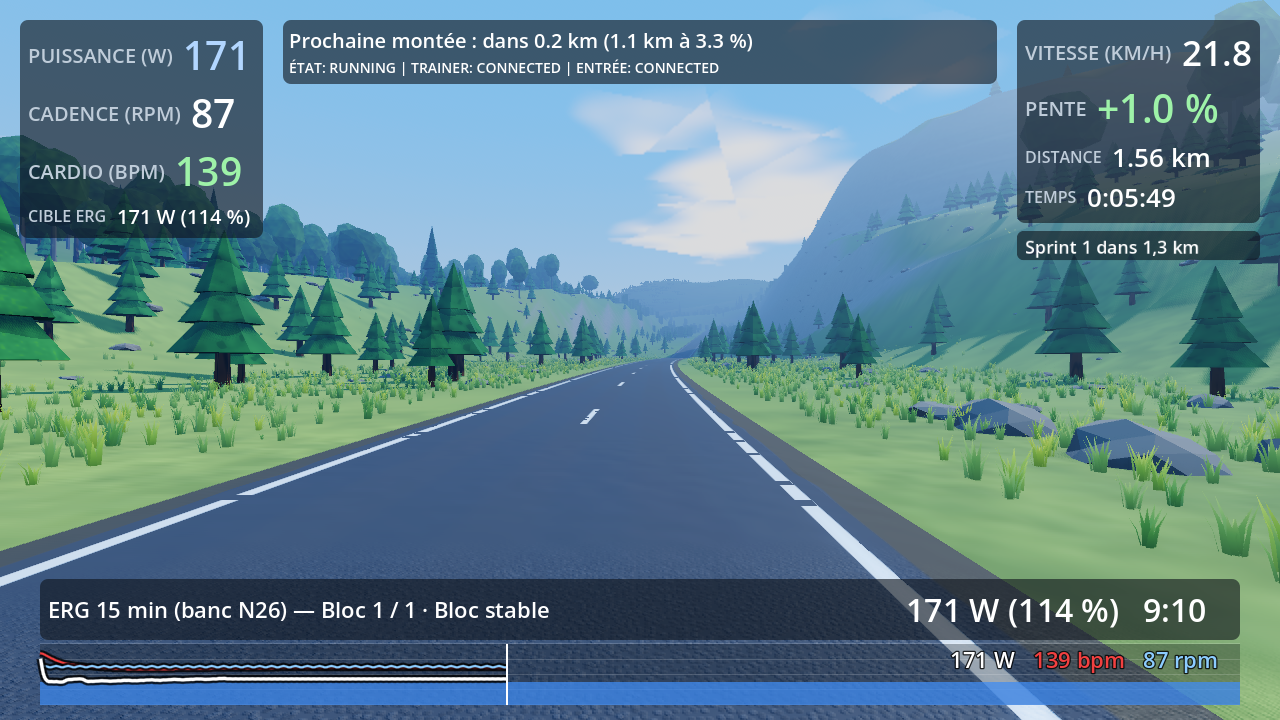 PUISSANCE (W) 171
CADENCE (RPM) 87
CARDIO (BPM) 139
CIBLE ERG 171 W (114 %)
Prochaine montée : dans 0.2 km (1.1 km à 3.3 %)
ÉTAT: RUNNING | TRAINER: CONNECTED | ENTRÉE: CONNECTED
VITESSE (KM/H) 21.8
PENTE +1.0 %
DISTANCE 1.56 km
TEMPS 0:05:49
Sprint 1 dans 1,3 km
ERG 15 min (banc N26) — Bloc 1 / 1 · Bloc stable 171 W (114 %) 9:10
171 W 139 bpm 87 rpm